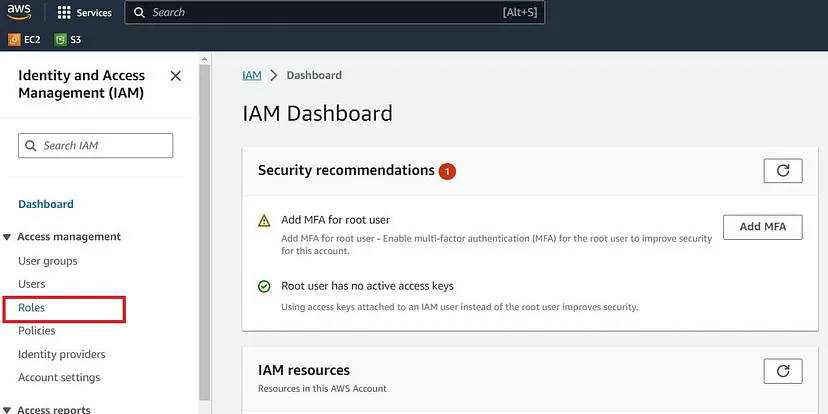 aws
Services
Search
[Alt+S]
EC2
S3
Identity and Access
Management (IAM)
Search IAM
Dashboard
Access management
User groups
Users
Roles
Policies
Identity providers
Account settings
Access reports
IAM
Dashboard
IAM Dashboard
Security recommendations 1
Add MFA for root user
Add MFA for root user - Enable multi-factor authentication (MFA) for the root user to improve security
for this account.
Add MFA
Root user has no active access keys
Using access keys attached to an IAM user instead of the root user improves security.
IAM resources
Resources in this AWS Account